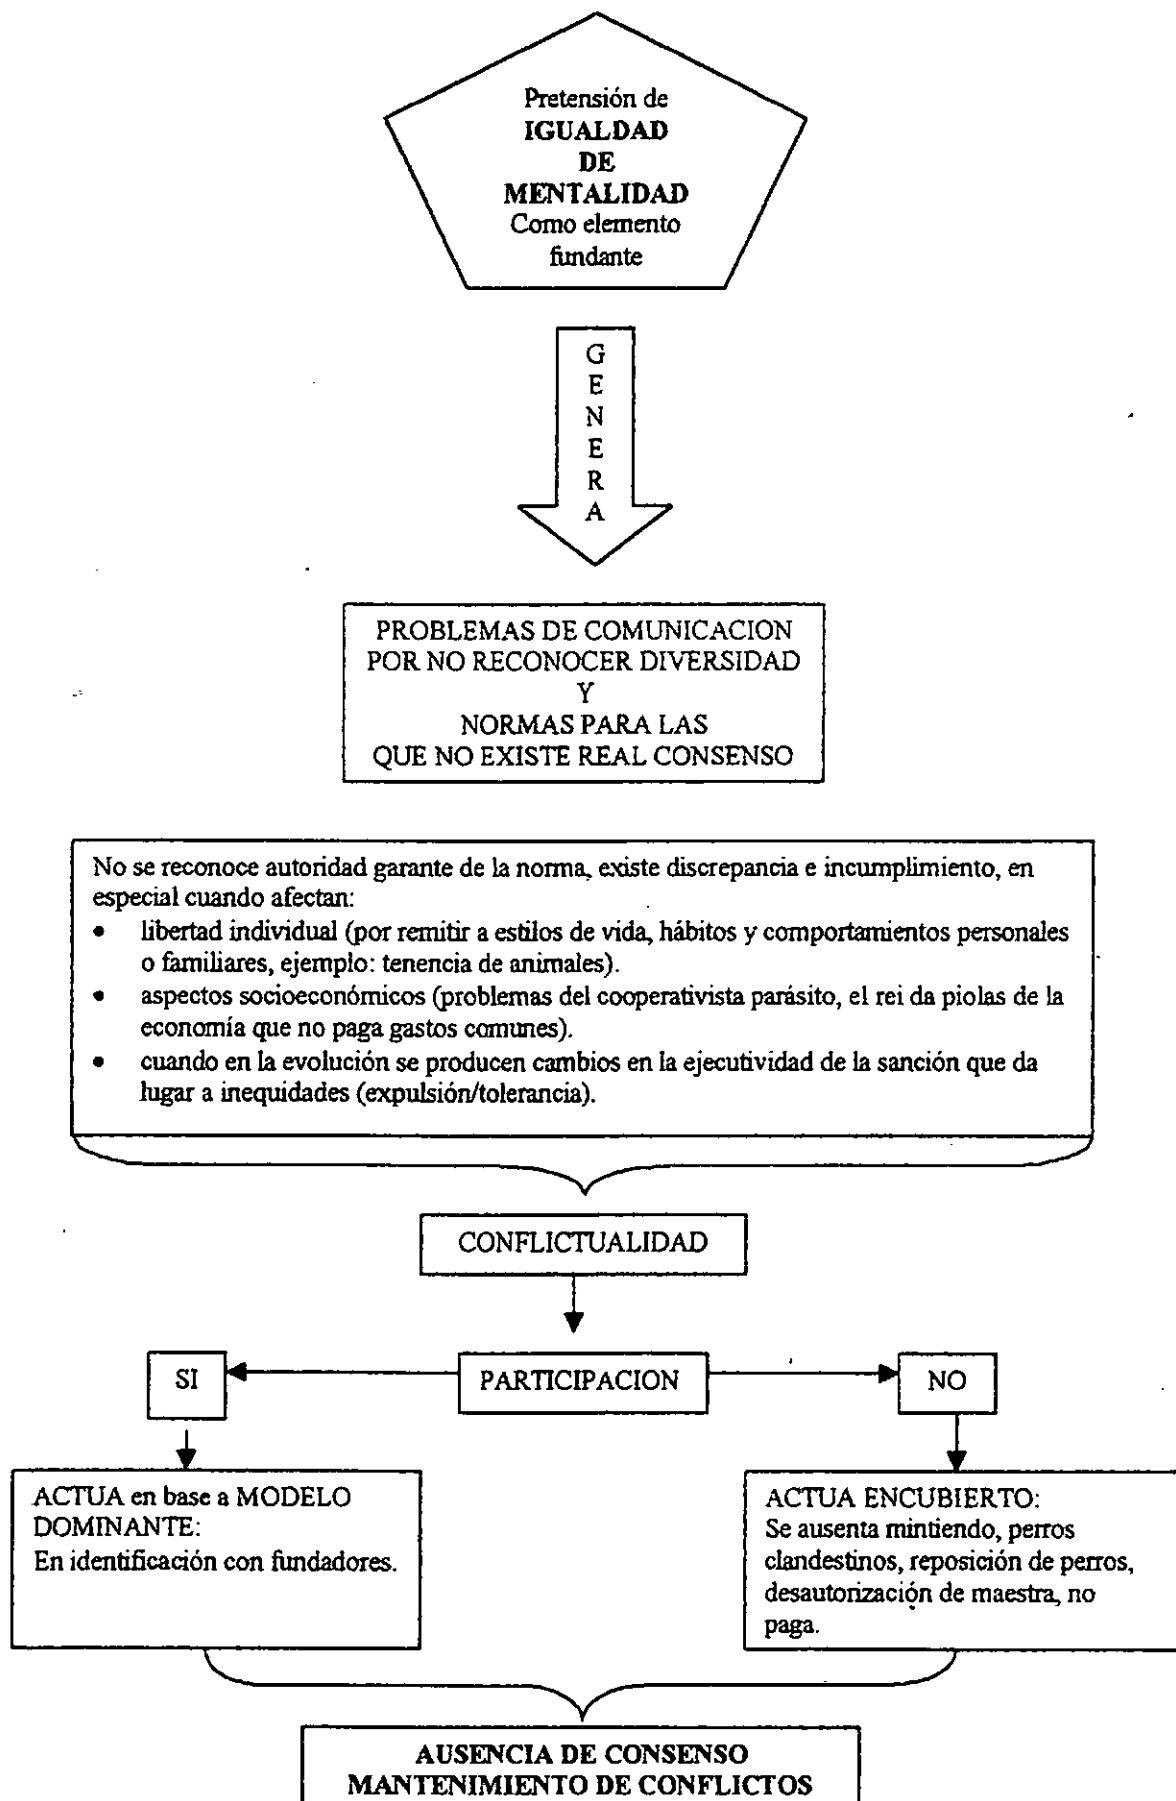 Pretensión de
IGUALDAD
DE
MENTALIDAD
Como elemento
fundante
G
E
N
E
R
A
PROBLEMAS DE COMUNICACION
POR NO RECONOCER DIVERSIDAD
Y
NORMAS PARA LAS
QUE NO EXISTE REAL CONSENSO
No se reconoce autoridad garante de la norma, existe discrepancia e incumplimiento, en
especial cuando afectan:
• libertad individual (por remitir a estilos de vida, hábitos y comportamientos personales
o familiares, ejemplo: tenencia de animales).
• aspectos socioeconómicos (problemas del cooperativista parásito, el rei da piolas de la
economía que no paga gastos comunes).
• cuando en la evolución se producen cambios en la ejecutividad de la sanción que da
lugar a inequidades (expulsión/tolerancia).
CONFLICTUALIDAD
SI
PARTICIPACION
NO
ACTUA en base a MODELO
DOMINANTE:
En identificación con fundadores.
ACTUA ENCUBIERTO:
Se ausenta mintiendo, perros
clandestinos, reposición de perros,
desautorización de maestra, no
paga.
AUSENCIA DE CONSENSO
MANTENIMIENTO DE CONFLICTOS